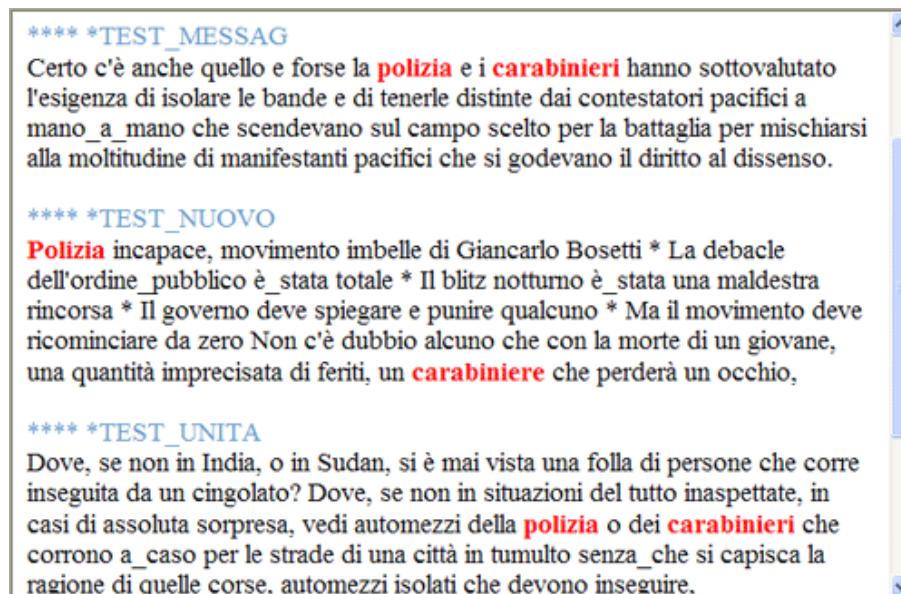 **** *TEST_MESSAG
Certo c'è anche quello e forse la polizia e i carabinieri hanno sottovalutato
l'esigenza di isolare le bande e di tenerle distinte dai contestatori pacifici a
mano_a_mano che scendevano sul campo scelto per la battaglia per mischiarsi
alla moltitudine di manifestanti pacifici che si godevano il diritto al dissenso.
**** *TEST_NUOVO
Polizia incapace, movimento imbelle di Giancarlo Bosetti * La debacle
dell'ordine_pubblico è_stata totale * Il blitz notturno è_stata una maldestra
rincorsa * Il governo deve spiegare e punire qualcuno * Ma il movimento deve
ricominciare da zero Non c'è dubbio alcuno che con la morte di un giovane,
una quantità imprecisata di feriti, un carabiniere che perderà un occhio,
**** *TEST_UNITA
Dove, se non in India, o in Sudan, si è mai vista una folla di persone che corre
inseguita da un cingolato? Dove, se non in situazioni del tutto inaspettate, in
casi di assoluta sorpresa, vedi automezzi della polizia o dei carabinieri che
corrono a_caso per le strade di una città in tumulto senza_che si capisca la
ragione di quelle corse, automezzi isolati che devono inseguire,